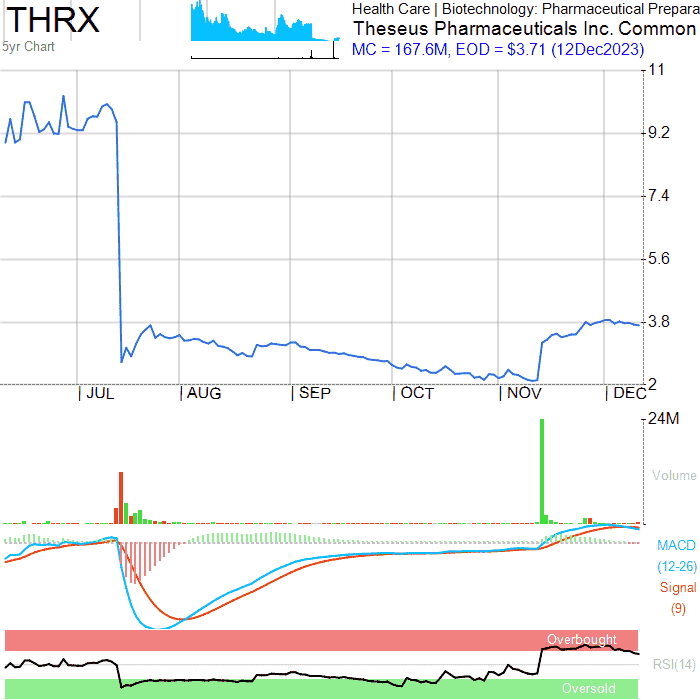 THRX
5yr Chart
Health Care | Biotechnology: Pharmaceutical Prepara
Theseus Pharmaceuticals Inc. Common
MC = 167.6M, EOD = $3.71 (12Dec2023)
11
9.2
7.4
5.6
3.8
2
| JUL | AUG | SEP | OCT | NOV | DEC
24M
Volume
MACD
(12-26)
Signal
(9)
Overbought
RSI(14)
Oversold